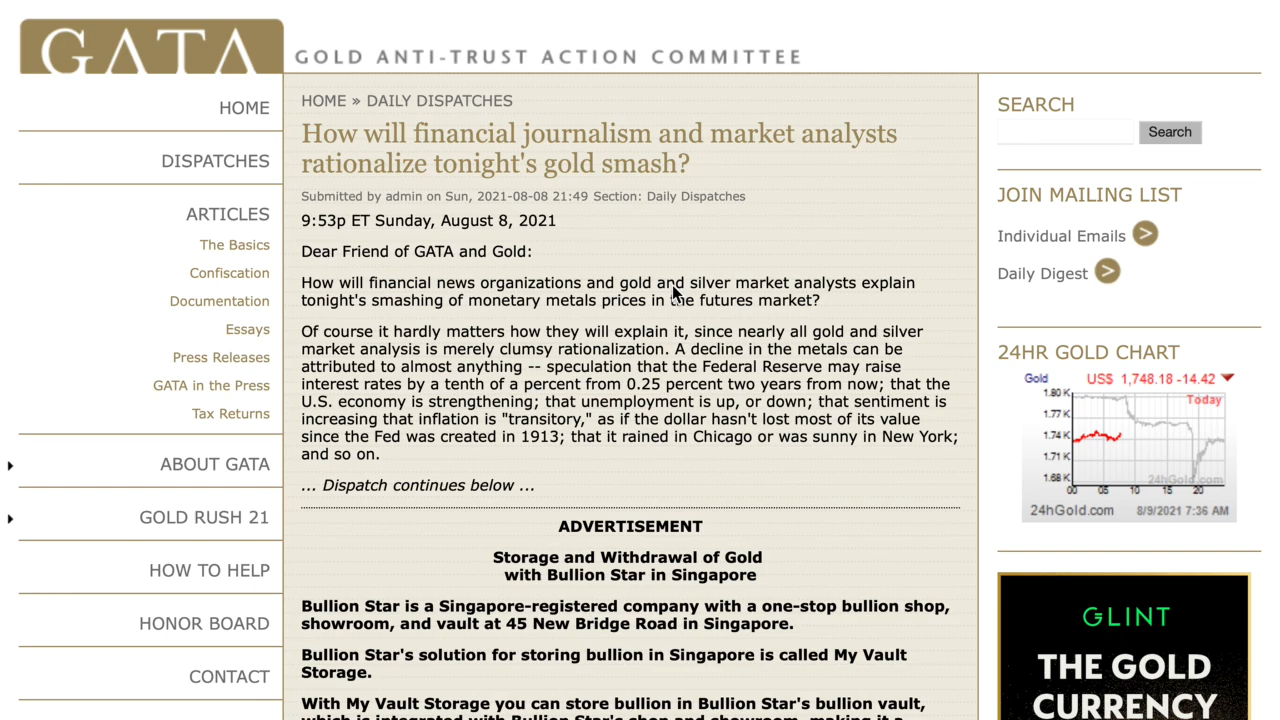 GATA
GOLD ANTI-TRUST ACTION COMMITTEE
HOME
DISPATCHES
ARTICLES
The Basics
Confiscation
Documentation
Essays
Press Releases
GATA in the Press
Tax Returns
ABOUT GATA
GOLD RUSH 21
HOW TO HELP
HONOR BOARD
CONTACT
HOME » DAILY DISPATCHES
How will financial journalism and market analysts
rationalize tonight's gold smash?
Submitted by admin on Sun, 2021-08-08 21:49 Section: Daily Dispatches
9:53p ET Sunday, August 8, 2021
Dear Friend of GATA and Gold:
How will financial news organizations and gold and silver market analysts explain
tonight's smashing of monetary metals prices in the futures market?
Of course it hardly matters how they will explain it, since nearly all gold and silver
market analysis is merely clumsy rationalization. A decline in the metals can be
attributed to almost anything -- speculation that the Federal Reserve may raise
interest rates by a tenth of a percent from 0.25 percent two years from now; that the
U.S. economy is strengthening; that unemployment is up, or down; that sentiment is
increasing that inflation is "transitory," as if the dollar hasn't lost most of its value
since the Fed was created in 1913; that it rained in Chicago or was sunny in New York;
and so on.
... Dispatch continues below ...
ADVERTISEMENT
Storage and Withdrawal of Gold
with Bullion Star in Singapore
Bullion Star is a Singapore-registered company with a one-stop bullion shop,
showroom, and vault at 45 New Bridge Road in Singapore.
Bullion Star's solution for storing bullion in Singapore is called My Vault
Storage.
With My Vault Storage you can store bullion in Bullion Star's bullion vault,
which is integrated with Bullion Star's shop and showroom, making it a
SEARCH
Search
JOIN MAILING LIST
Individual Emails >
Daily Digest >
24HR GOLD CHART
Gold US$ 1,748.18 -14.42
Today
1.80 K
1.77 K
1.74 K
1.71 K
1.68 K
00 05 10 15 20
24hGold.com
24hGold.com 8/9/2021 7:36 AM
GLINT
THE GOLD
CURRENCY